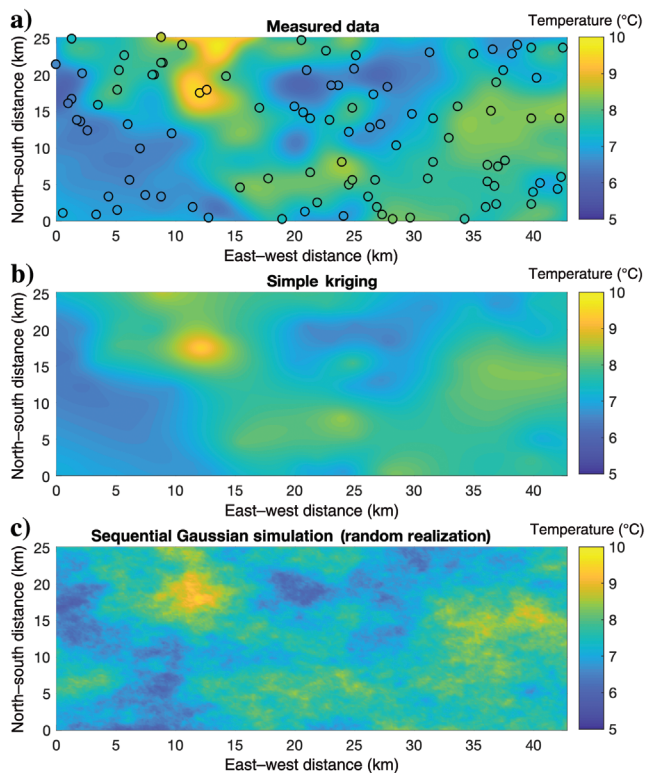 a)
Measured data
Temperature (°C)
25
20
15
10
5
0
North–south distance (km)
0 5 10 15 20 25 30 35 40
East–west distance (km)
10
9
8
7
6
5
b)
Simple kriging
Temperature (°C)
25
20
15
10
5
0
North–south distance (km)
0 5 10 15 20 25 30 35 40
East–west distance (km)
10
9
8
7
6
5
c)
Sequential Gaussian simulation (random realization)
Temperature (°C)
25
20
15
10
5
0
North–south distance (km)
0 5 10 15 20 25 30 35 40
East–west distance (km)
10
9
8
7
6
5